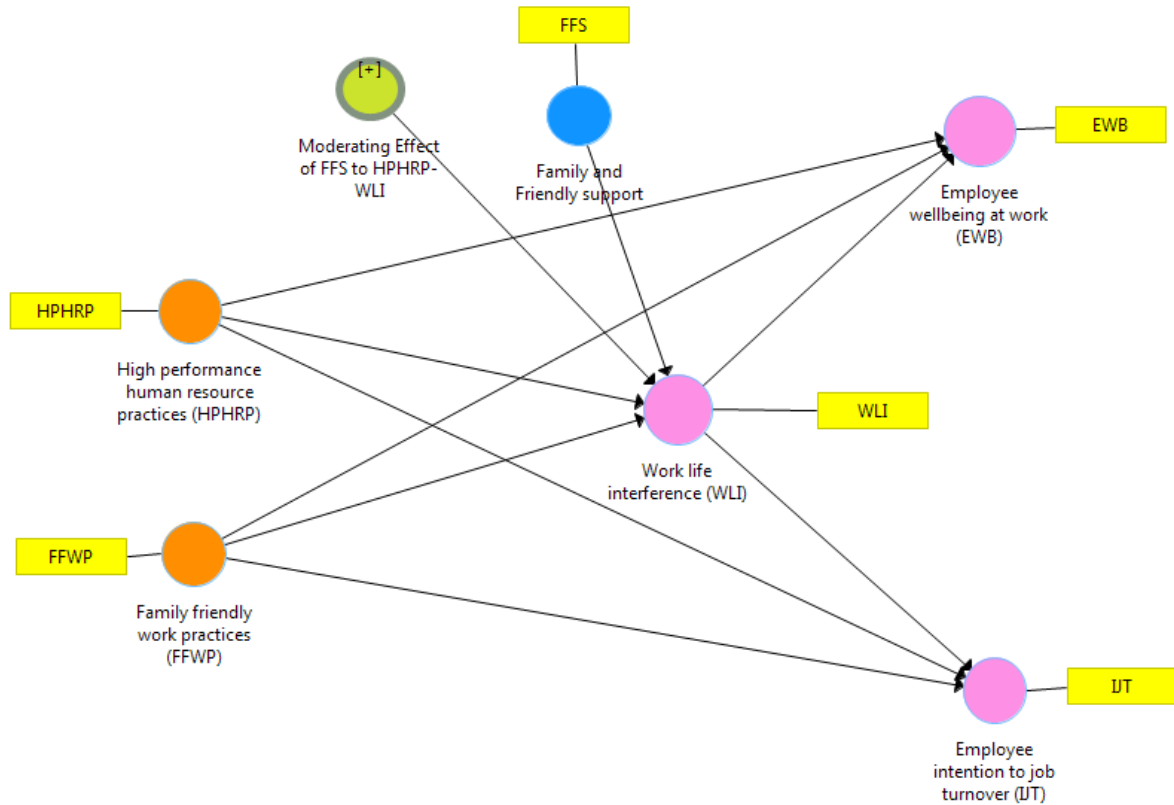 FFS
[+]
Moderating Effect
of FFS to HPHRP-
WLI
Family and
Friendly support
EWB
Employee
wellbeing at work
(EWB)
HPHRP
High performance
human resource
practices (HPHRP)
WLI
Work life
interference (WLI)
FFWP
Family friendly
work practices
(FFWP)
IJT
Employee
intention to job
turnover (IJT)